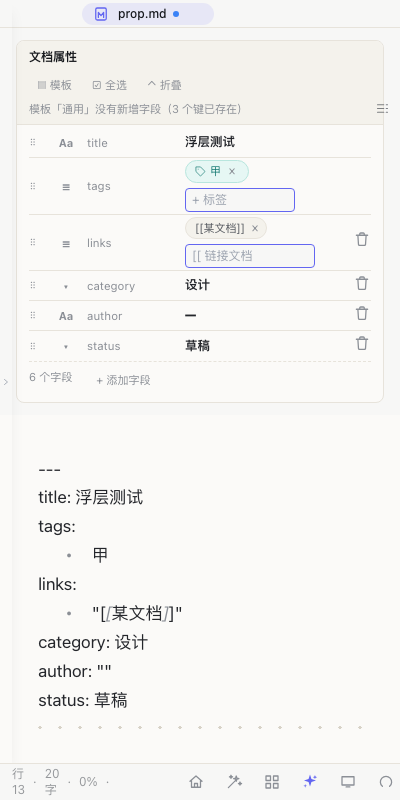 prop.md
文档属性
模板 全选 折叠
模板「通用」没有新增字段（3 个键已存在）
Aa title 浮层测试
tags 甲 ×
+ 标签
links [[某文档]] ×
[[ 链接文档
category 设计
Aa author —
status 草稿
6 个字段 + 添加字段
---
title: 浮层测试
tags:
• 甲
links:
• "[[某文档]]"
category: 设计
author: ""
status: 草稿
行 13 · 20 字 · 0% ·